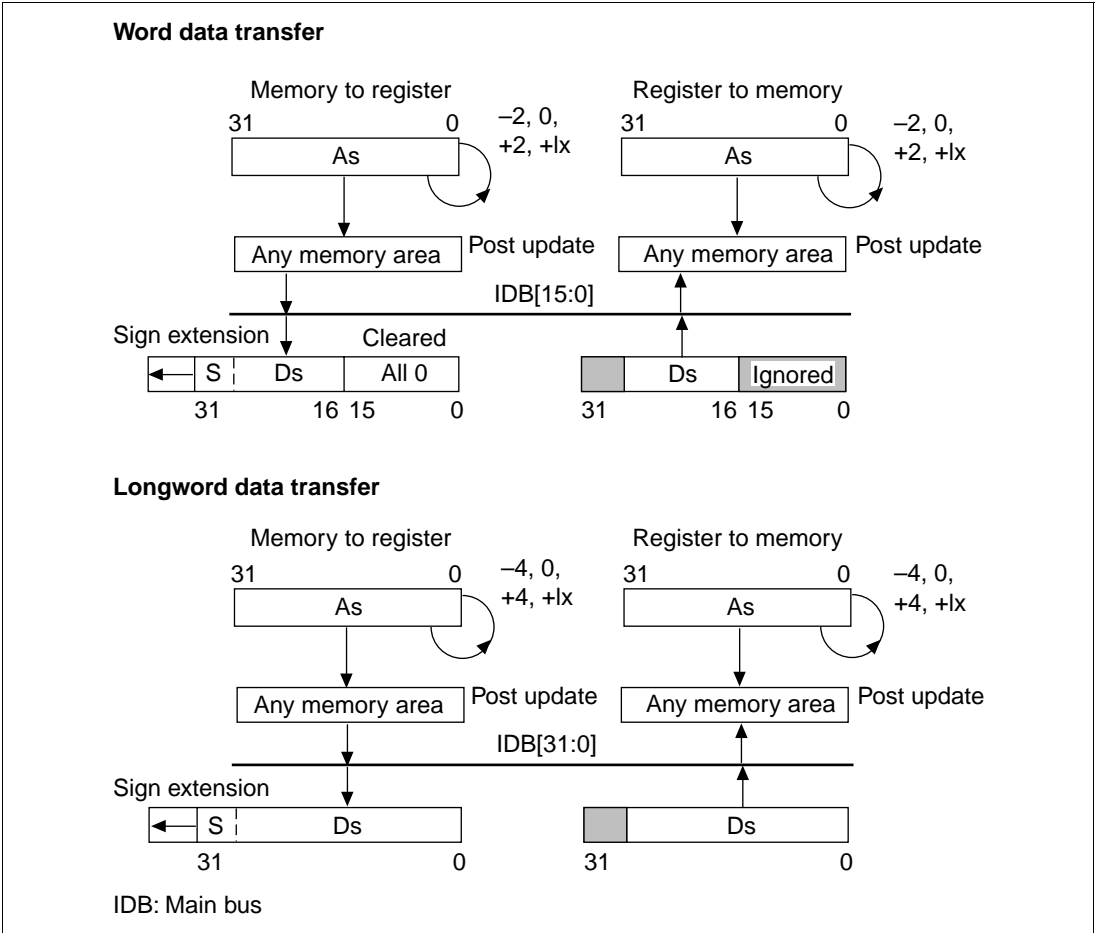 Word data transfer
Memory to register
Register to memory
31 0 –2, 0,
+2, +lx
As
31 0 –2, 0,
+2, +lx
As
Any memory area Post update
Any memory area Post update
IDB[15:0]
Sign extension Cleared
S Ds All 0
31 16 15 0
Ds Ignored
31 16 15 0
Longword data transfer
Memory to register
Register to memory
31 0 –4, 0,
+4, +lx
As
31 0 –4, 0,
+4, +lx
As
Any memory area Post update
Any memory area Post update
IDB[31:0]
Sign extension
S Ds
31 0
Ds
31 0
IDB: Main bus